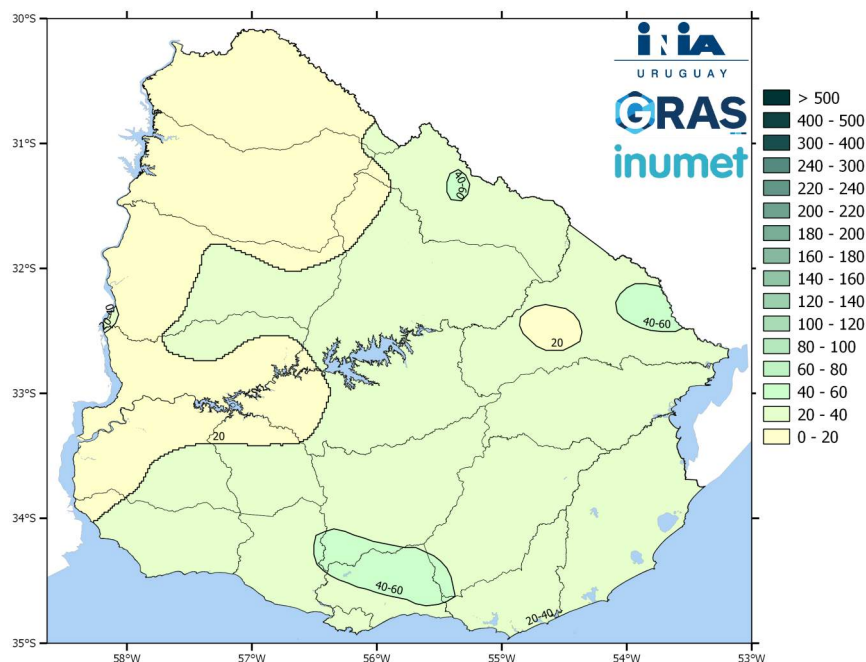 30°S
31°S
32°S
33°S
34°S
35°S
58°W
57°W
56°W
55°W
54°W
53°W
INIA
URUGUAY
GRAS
inumet
> 500
400 - 500
300 - 400
240 - 300
220 - 240
200 - 220
180 - 200
160 - 180
140 - 160
120 - 140
100 - 120
80 - 100
60 - 80
40 - 60
20 - 40
0 - 20
40-60
20-40
40-60
20
20
40-60
20-40